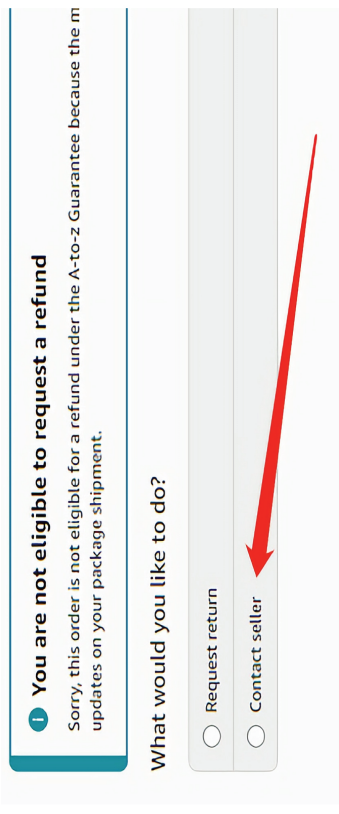 You are not eligible to request a refund
Sorry, this order is not eligible for a refund under the A-to-z Guarantee because the m
updates on your package shipment.
What would you like to do?
Request return
Contact seller